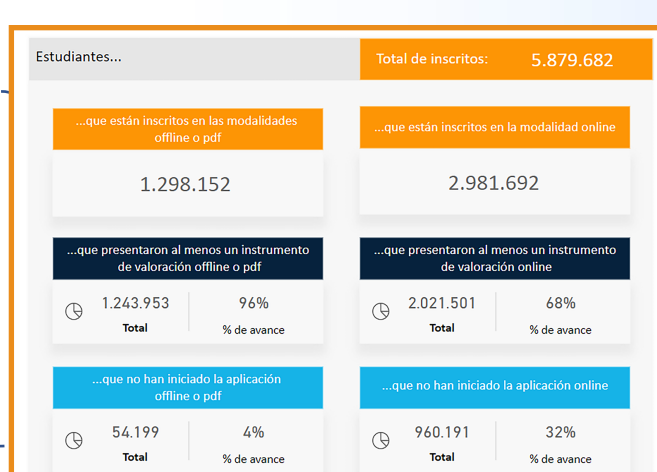 Estudiantes...
Total de inscritos: 5.879.682
...que están inscritos en las modalidades
offline o pdf
1.298.152
...que están inscritos en la modalidad online
2.981.692
...que presentaron al menos un instrumento
de valoración offline o pdf
1.243.953 96%
Total % de avance
...que presentaron al menos un instrumento
de valoración online
2.021.501 68%
Total % de avance
...que no han iniciado la aplicación
offline o pdf
54.199 4%
Total % de avance
...que no han iniciado la aplicación online
960.191 32%
Total % de avance